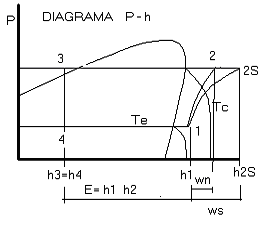 DIAGRAMA P-h
P
3
2
2S
Tc
Te
1
4
h3=h4
h1
h2S
wn
E= h1 h2
ws